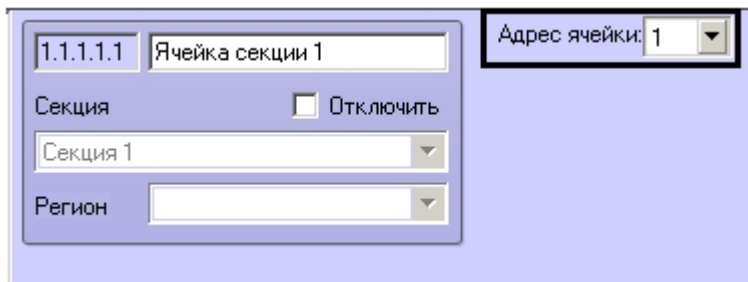 1.1.1.1.1 Ячейка секции 1
Адрес ячейки: 1
Секция Отключить
Секция 1
Регион